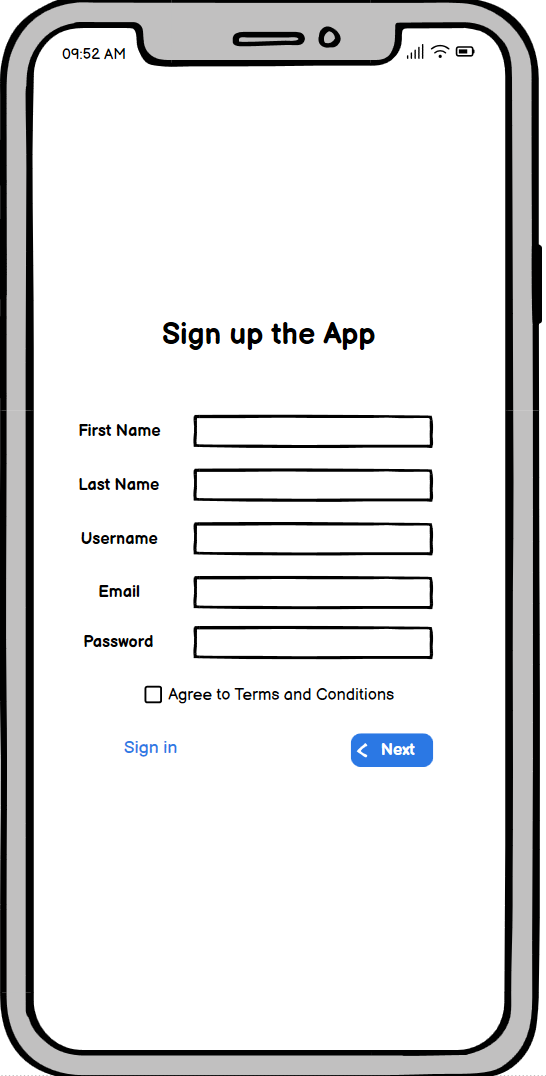 09:52 AM
Sign up the App
First Name
Last Name
Username
Email
Password
Agree to Terms and Conditions
Sign in
Next